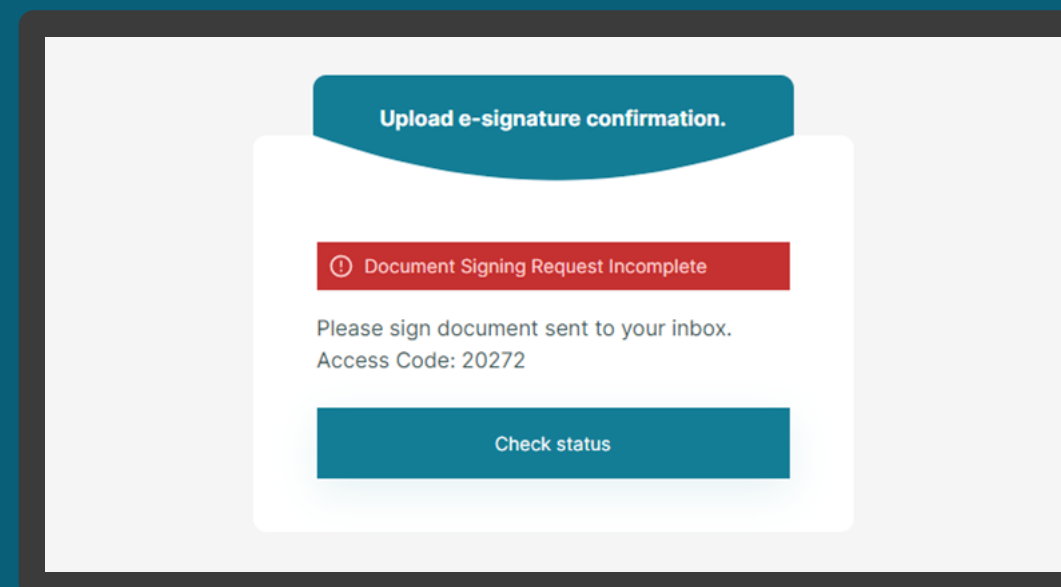 Upload e-signature confirmation.
Document Signing Request Incomplete
Please sign document sent to your inbox.
Access Code: 20272
Check status